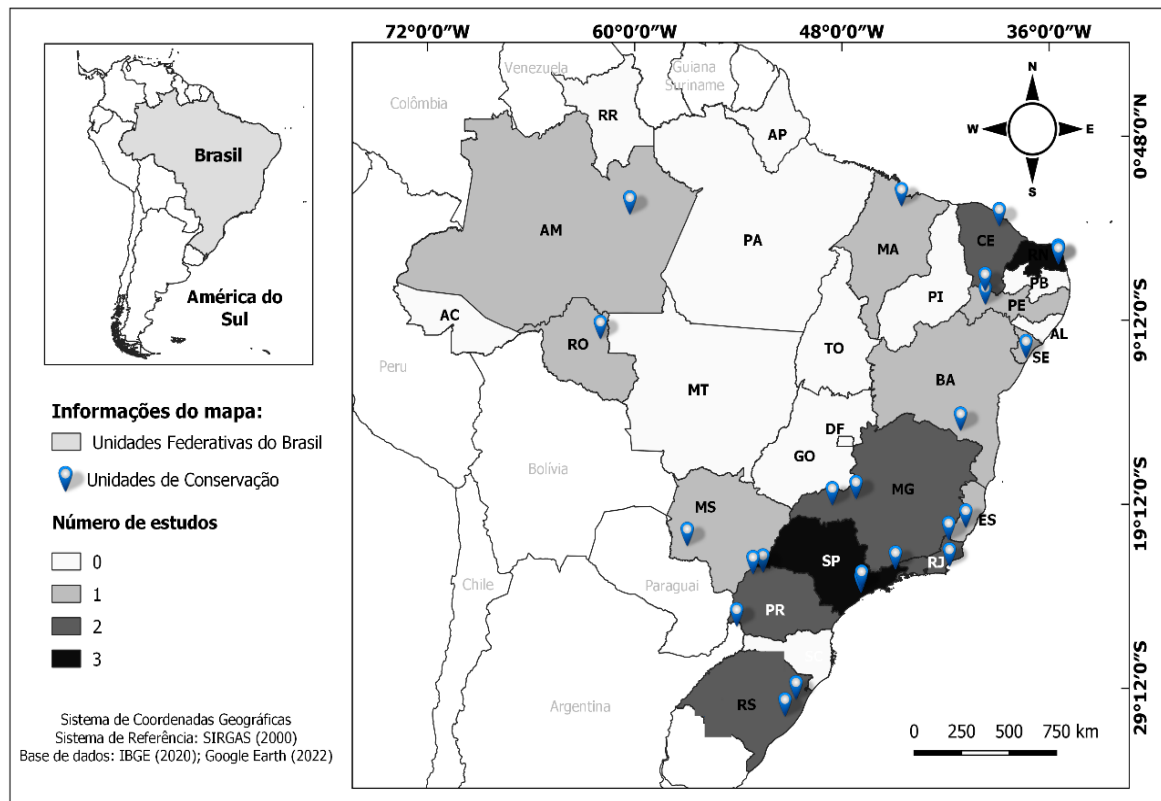 72°0′0″W
60°0′0″W
48°0′0″W
36°0′0″W
0°48′0″N
9°12′0″S
19°12′0″S
29°12′0″S
N
W
E
S
Brasil
América do
Sul
Venezuela
Guiana
Suriname
Colômbia
Peru
Bolívia
Chile
Paraguai
Argentina
RR
AP
AM
PA
MA
CE
RN
PB
PI
PE
AC
AL
TO
SE
RO
BA
MT
DF
GO
MG
MS
ES
SP
RJ
PR
RS
Informações do mapa:
Unidades Federativas do Brasil
Unidades de Conservação
Número de estudos
0
1
2
3
Sistema de Coordenadas Geográficas
Sistema de Referência: SIRGAS (2000)
Base de dados: IBGE (2020); Google Earth (2022)
0 250 500 750 km